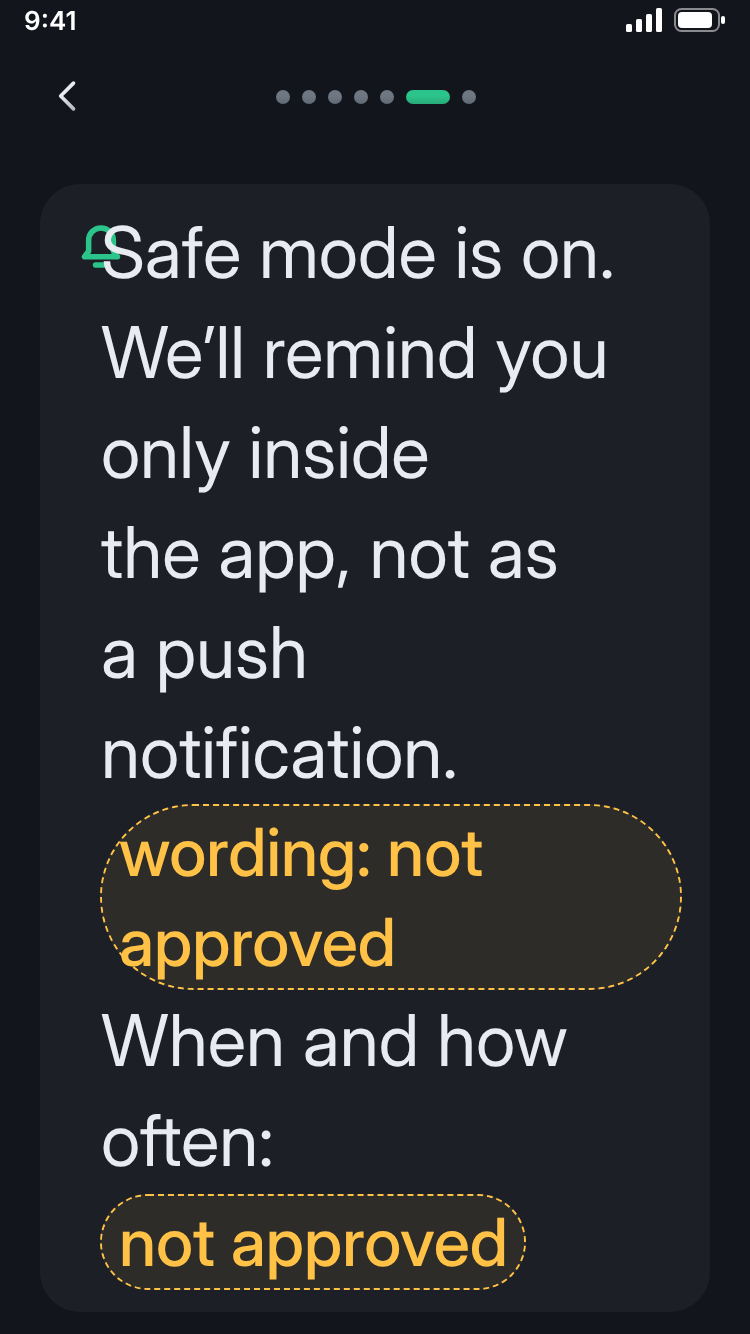 9:41
Safe mode is on.
We’ll remind you
only inside
the app, not as
a push
notification.
wording: not
approved
When and how
often:
not approved